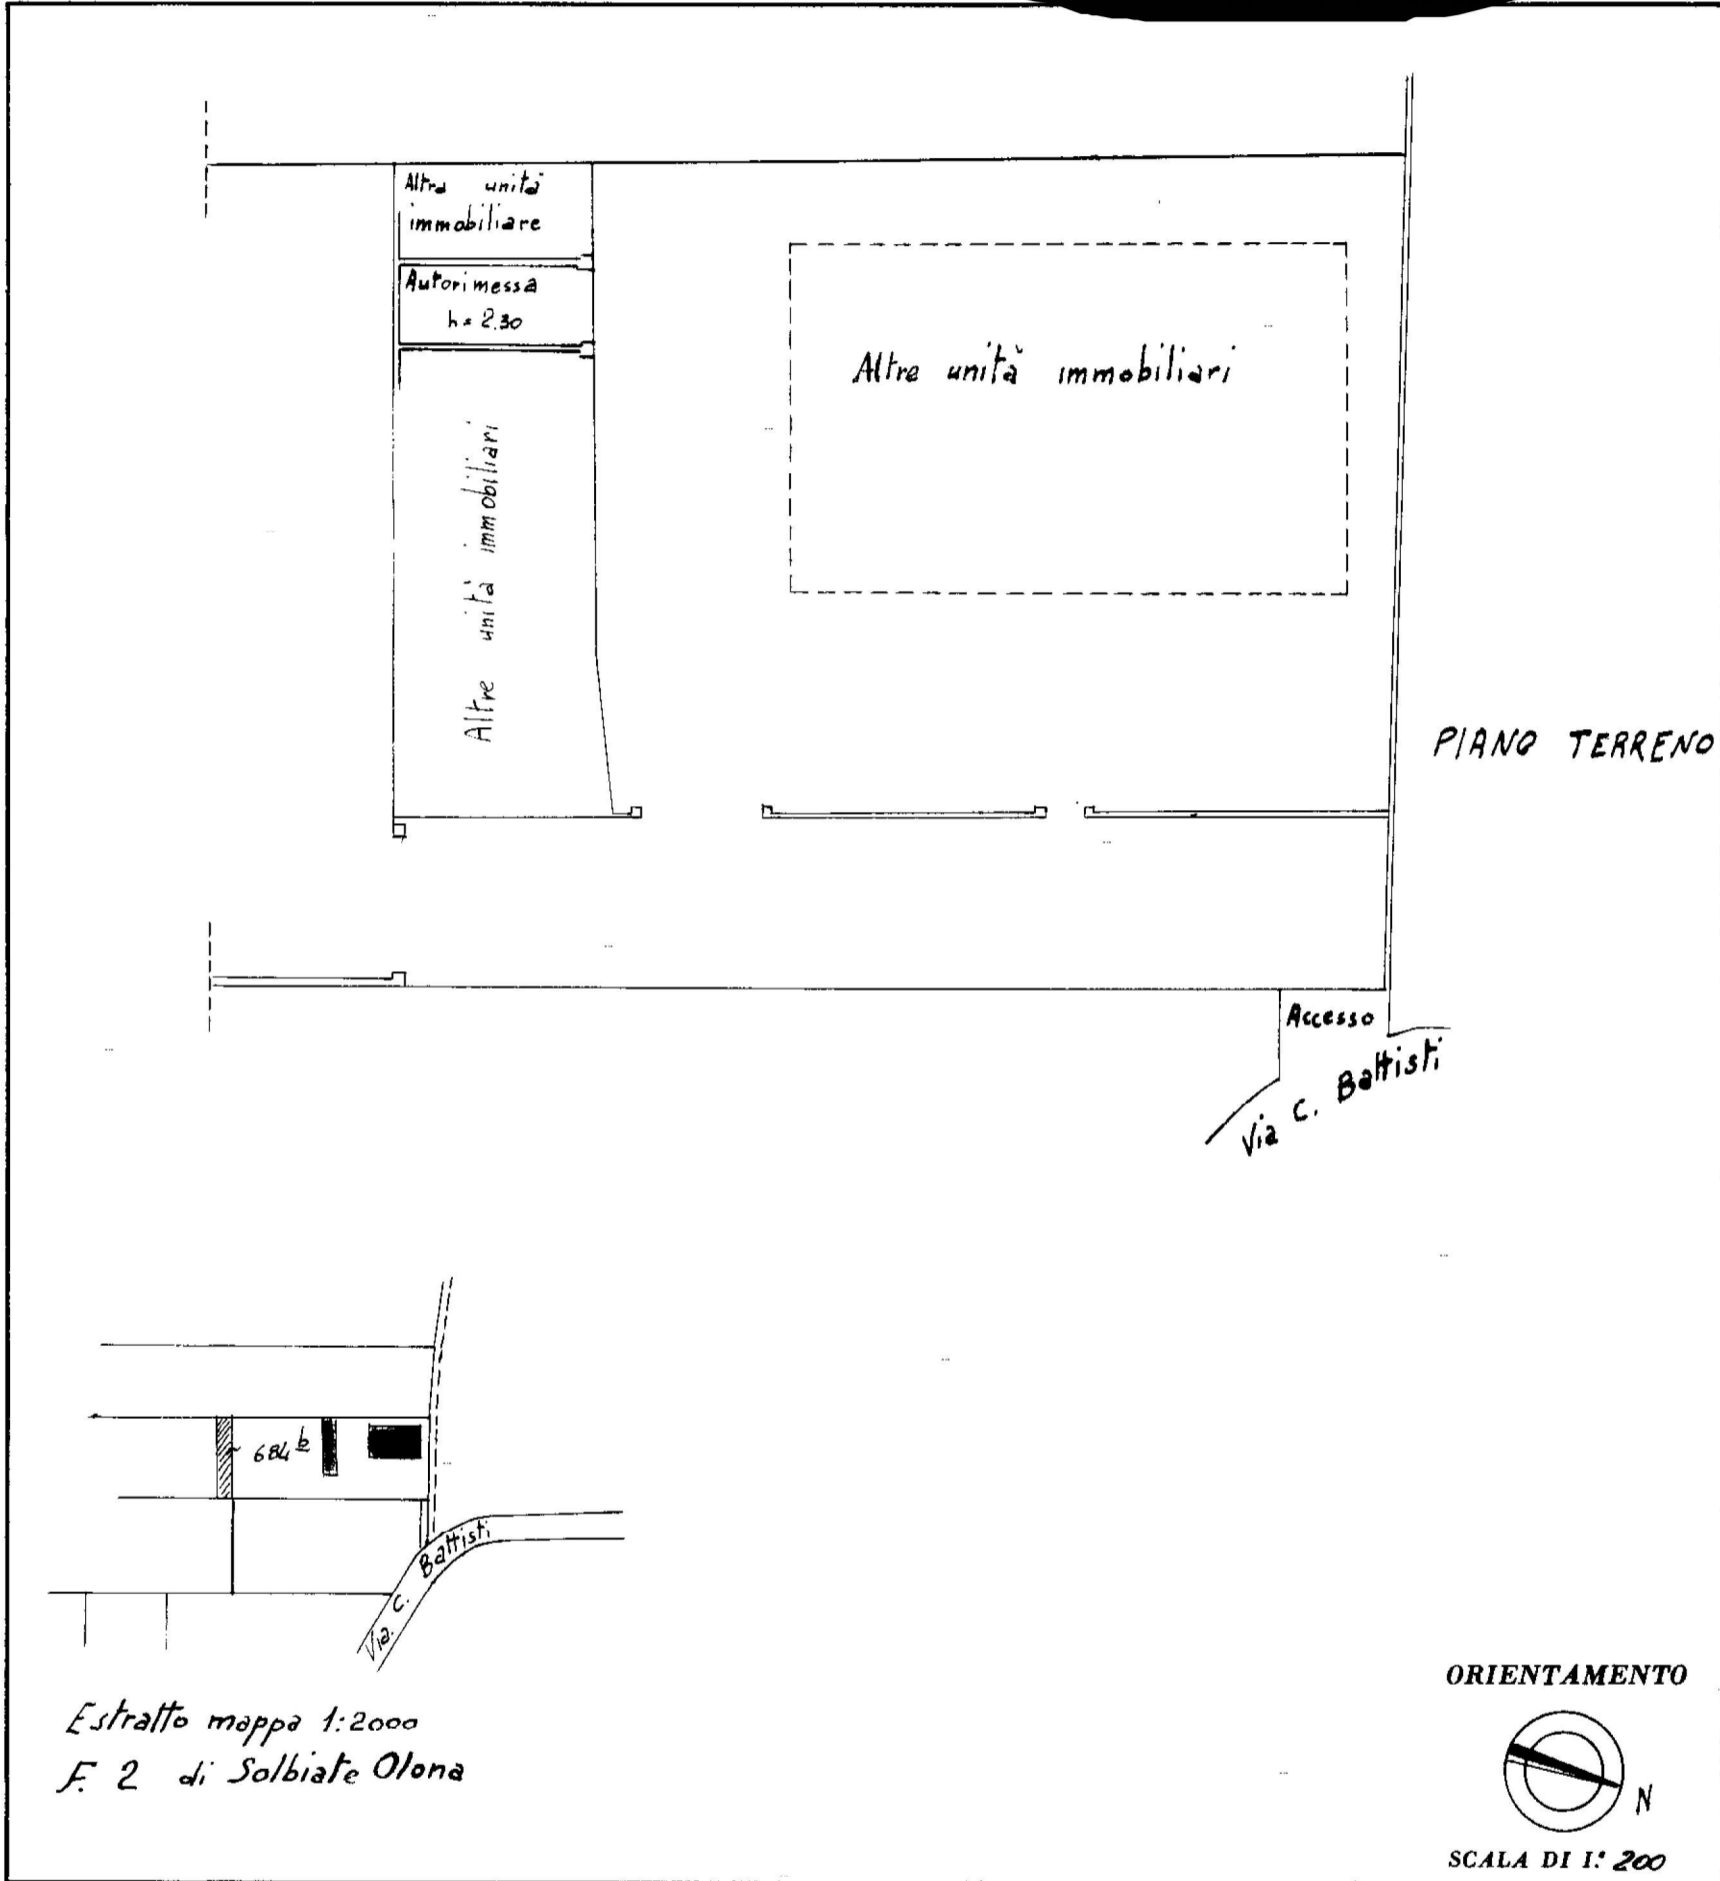 Altra unità
immobiliare
Autorimessa
h = 2.30
Altre unità immobiliari
Altre unità immobiliari
PIANO TERRENO
Accesso
Via C. Battisti
684 b
Via C. Battisti
Estratto mappa 1:2000
F. 2 di Solbiate Olona
ORIENTAMENTO
N
SCALA DI 1: 200